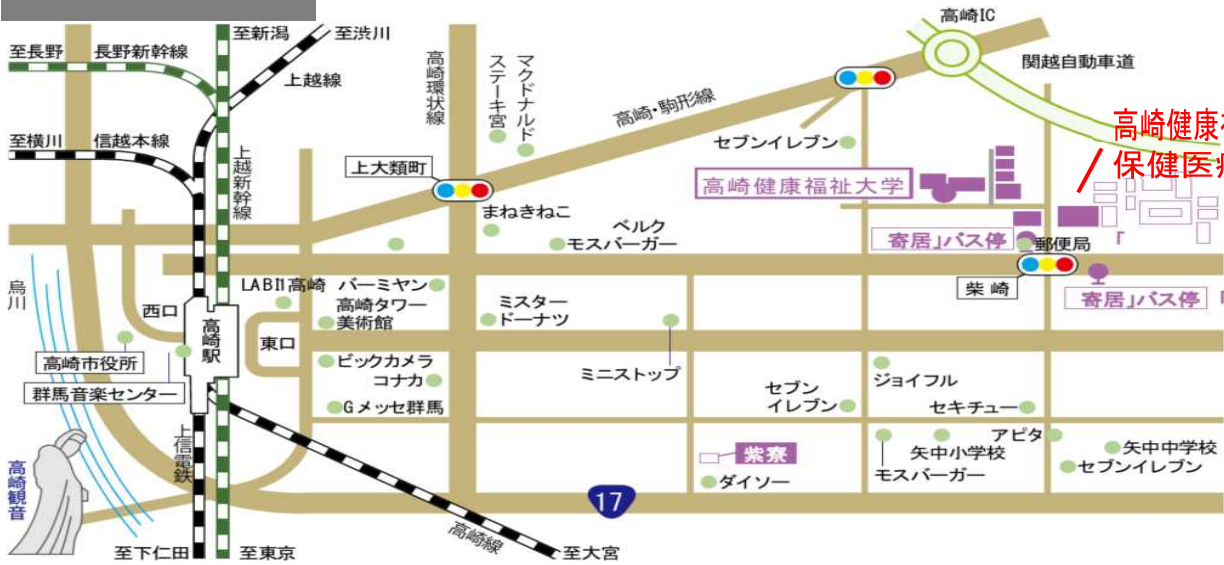 高崎IC
至新潟
至渋川
至長野
長野新幹線
関越自動車道
上越線
高崎環状線
ステーキ宮
マクドナルド
高崎・駒形線
高崎健康
保健医
至横川
信越本線
セブンイレブン
上越新幹線
上大類町
高崎健康福祉大学
まねきねこ
ベルク
モスバーガー
寄居」バス停
郵便局
「
LABI1高崎
バーミヤン
烏川
西口
高崎タワー
美術館
ミスター
ドーナツ
柴崎
寄居」バス停
高崎駅
東口
高崎市役所
ビックカメラ
コナカ
ミニストップ
ジョイフル
群馬音楽センター
Gメッセ群馬
セブン
イレブン
セキチュー
上信電鉄
アピタ
矢中小学校
矢中中学校
紫寮
モスバーガー
セブンイレブン
高崎観音
ダイソー
17
高崎線
至下仁田
至東京
至大宮